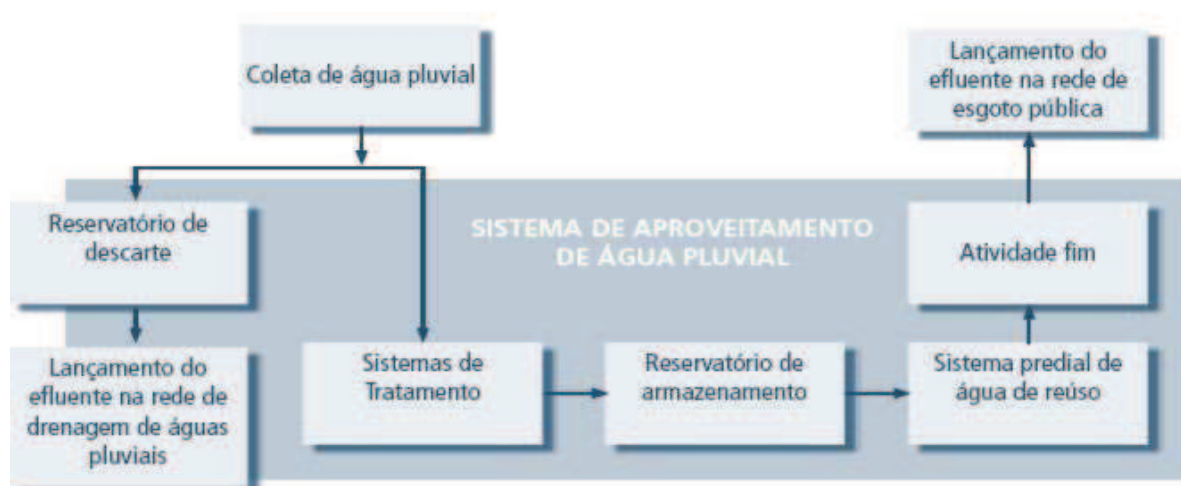 Coleta de água pluvial
Lançamento do
efluente na rede de
esgoto pública
Reservatório de
descarte
SISTEMA DE APROVEITAMENTO
DE ÁGUA PLUVIAL
Atividade fim
Lançamento do
efluente na rede de
drenagem de águas
pluviais
Sistemas de
Tratamento
Reservatório de
armazenamento
Sistema predial de
água de reúso